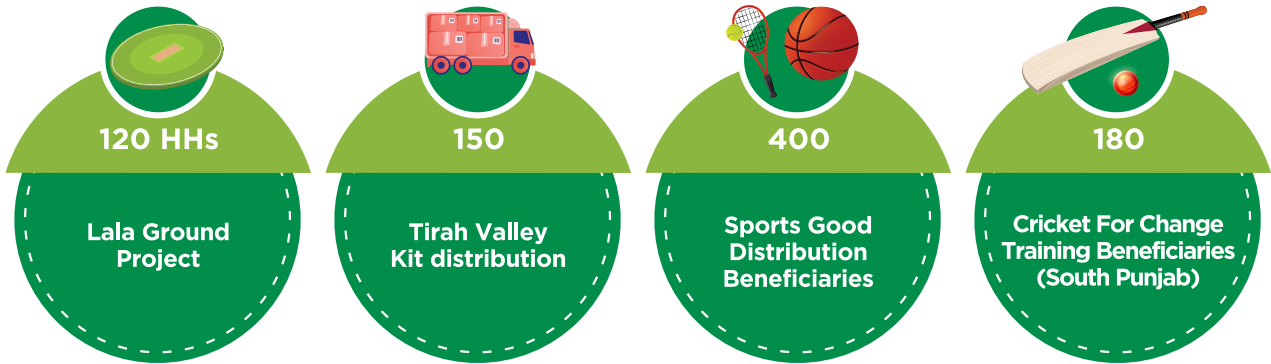 120 HHs
Lala Ground
Project
150
Tirah Valley
Kit distribution
400
Sports Good
Distribution
Beneficiaries
180
Cricket For Change
Training Beneficiaries
(South Punjab)